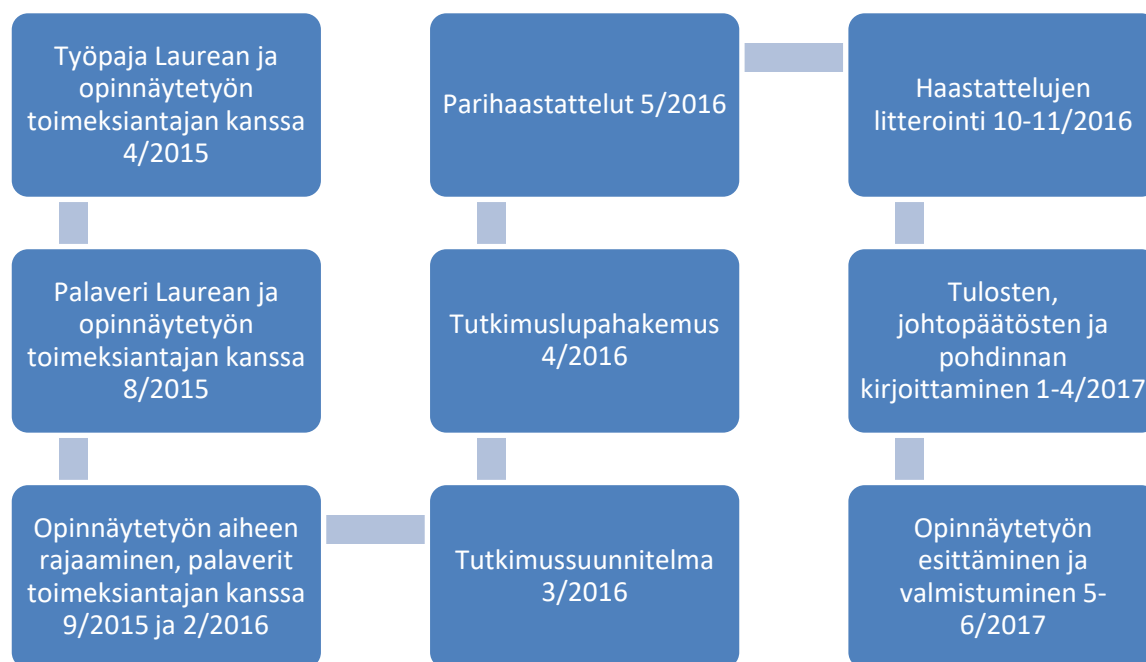 Työpaja Laurean ja
opinnäytetyön
toimeksiantajan kanssa
4/2015
Palaveri Laurean ja
opinnäytetyön
toimeksiantajan kanssa
8/2015
Opinnäytetyön aiheen
rajaaminen, palaverit
toimeksiantajan kanssa
9/2015 ja 2/2016
Tutkimussuunnitelma
3/2016
Tutkimuslupahakemus
4/2016
Parihaastattelut 5/2016
Haastattelujen
litterointi 10-11/2016
Tulosten,
johtopäätösten ja
pohdinnan
kirjoittaminen 1-4/2017
Opinnäytetyön
esittäminen ja
valmistuminen 5-
6/2017